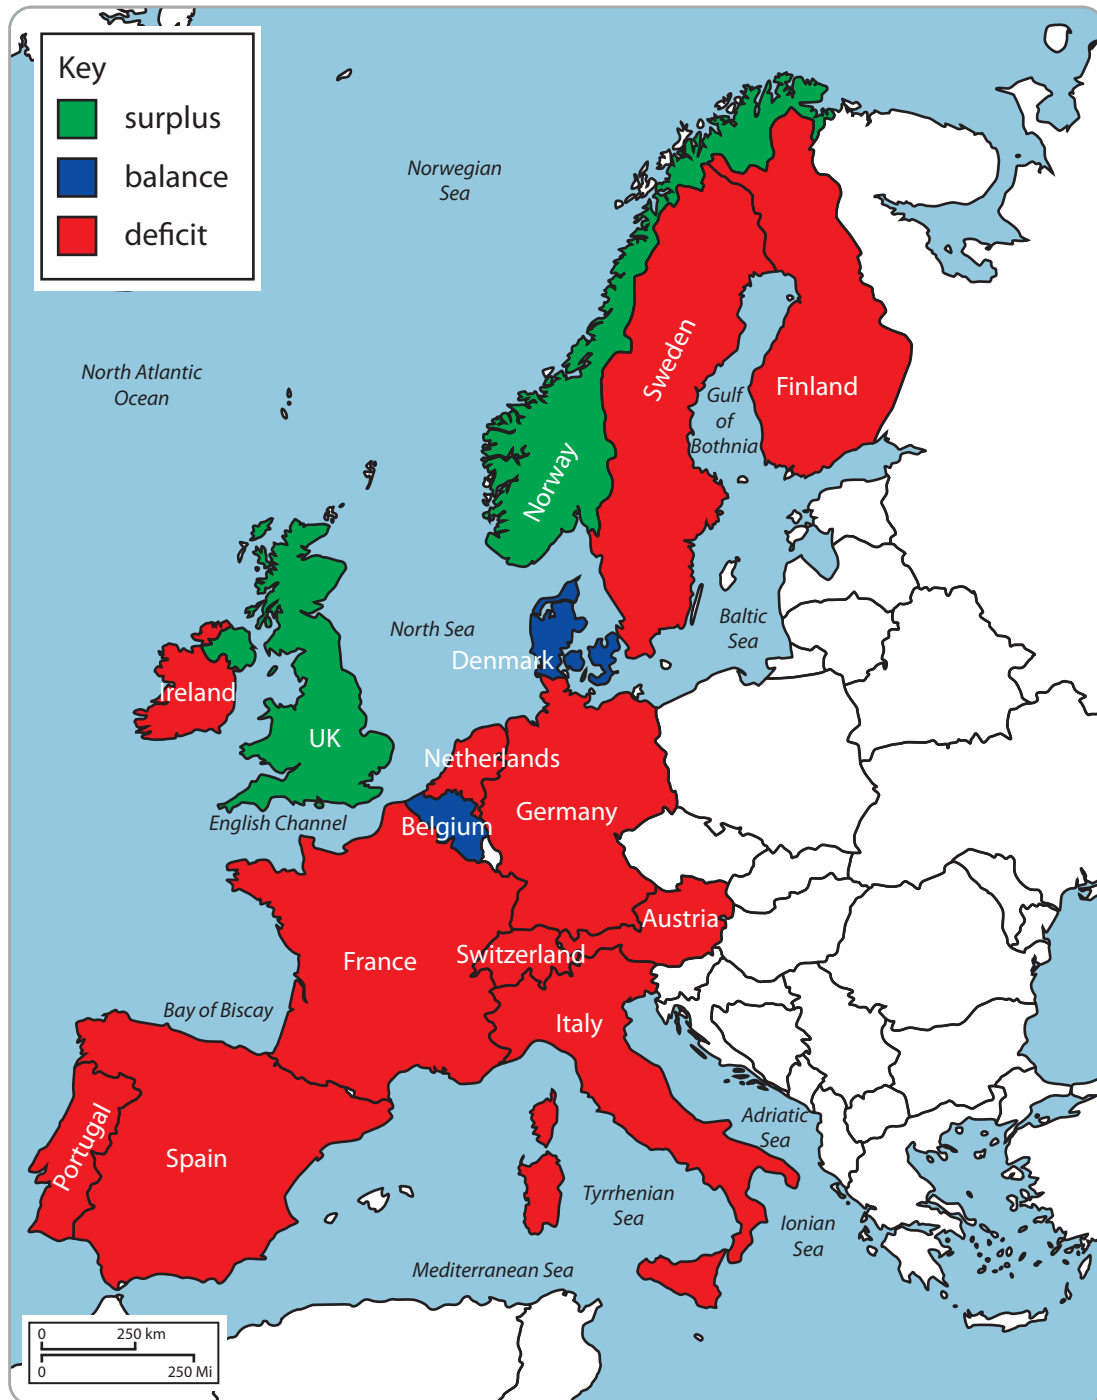 Key
surplus
balance
deficit
Norwegian
Sea
North Atlantic
Ocean
Sweden
Finland
Gulf
of
Bothnia
Norway
North Sea
Baltic
Sea
Denmark
Ireland
UK
Netherlands
Germany
English Channel
Belgium
Austria
Switzerland
France
Bay of Biscay
Italy
Portugal
Spain
Adriatic
Sea
Tyrrhenian
Sea
Ionian
Sea
Mediterranean Sea
0 250 km
0 250 Mi